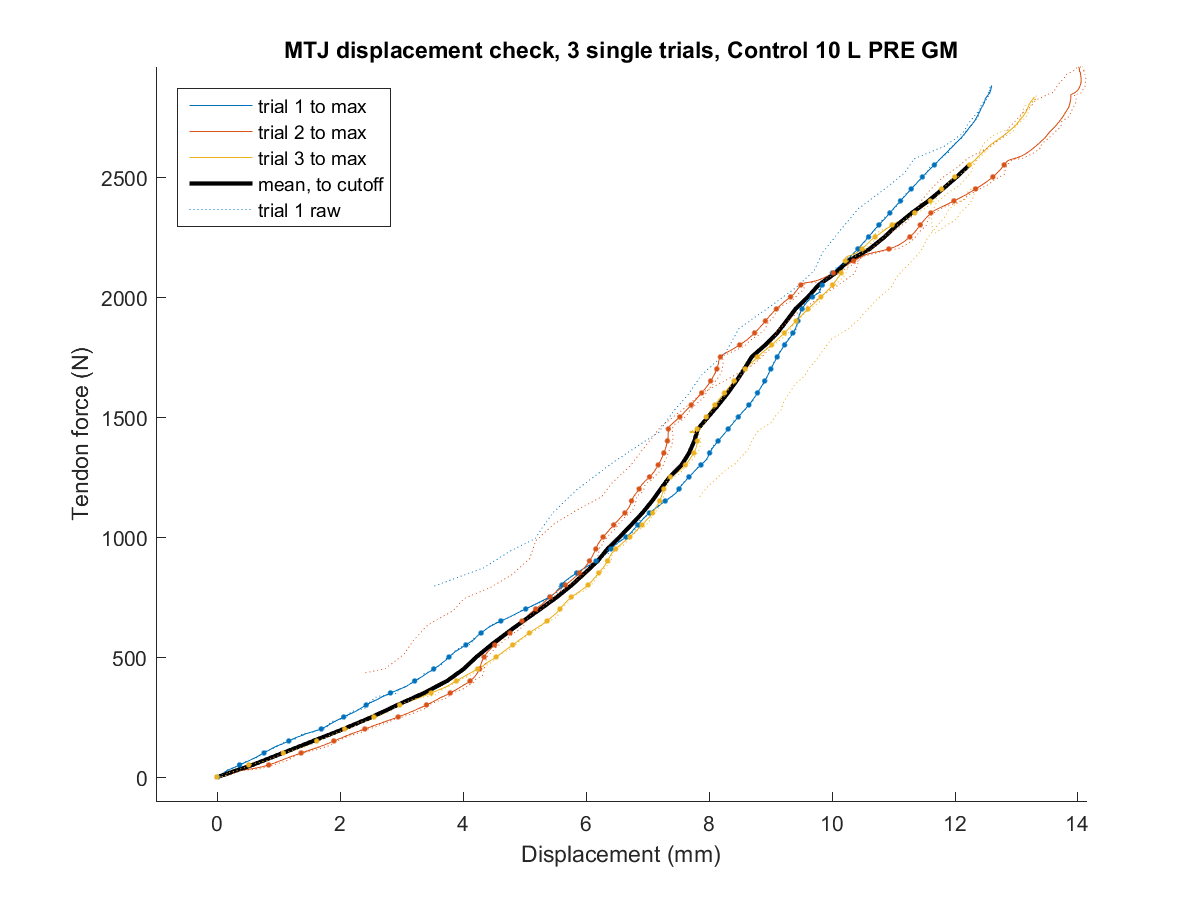 MTJ displacement check, 3 single trials, Control 10 L PRE GM
trial 1 to max
trial 2 to max
trial 3 to max
mean, to cutoff
trial 1 raw
Tendon force (N)
2500
2000
1500
1000
500
0
0 2 4 6 8 10 12 14
Displacement (mm)